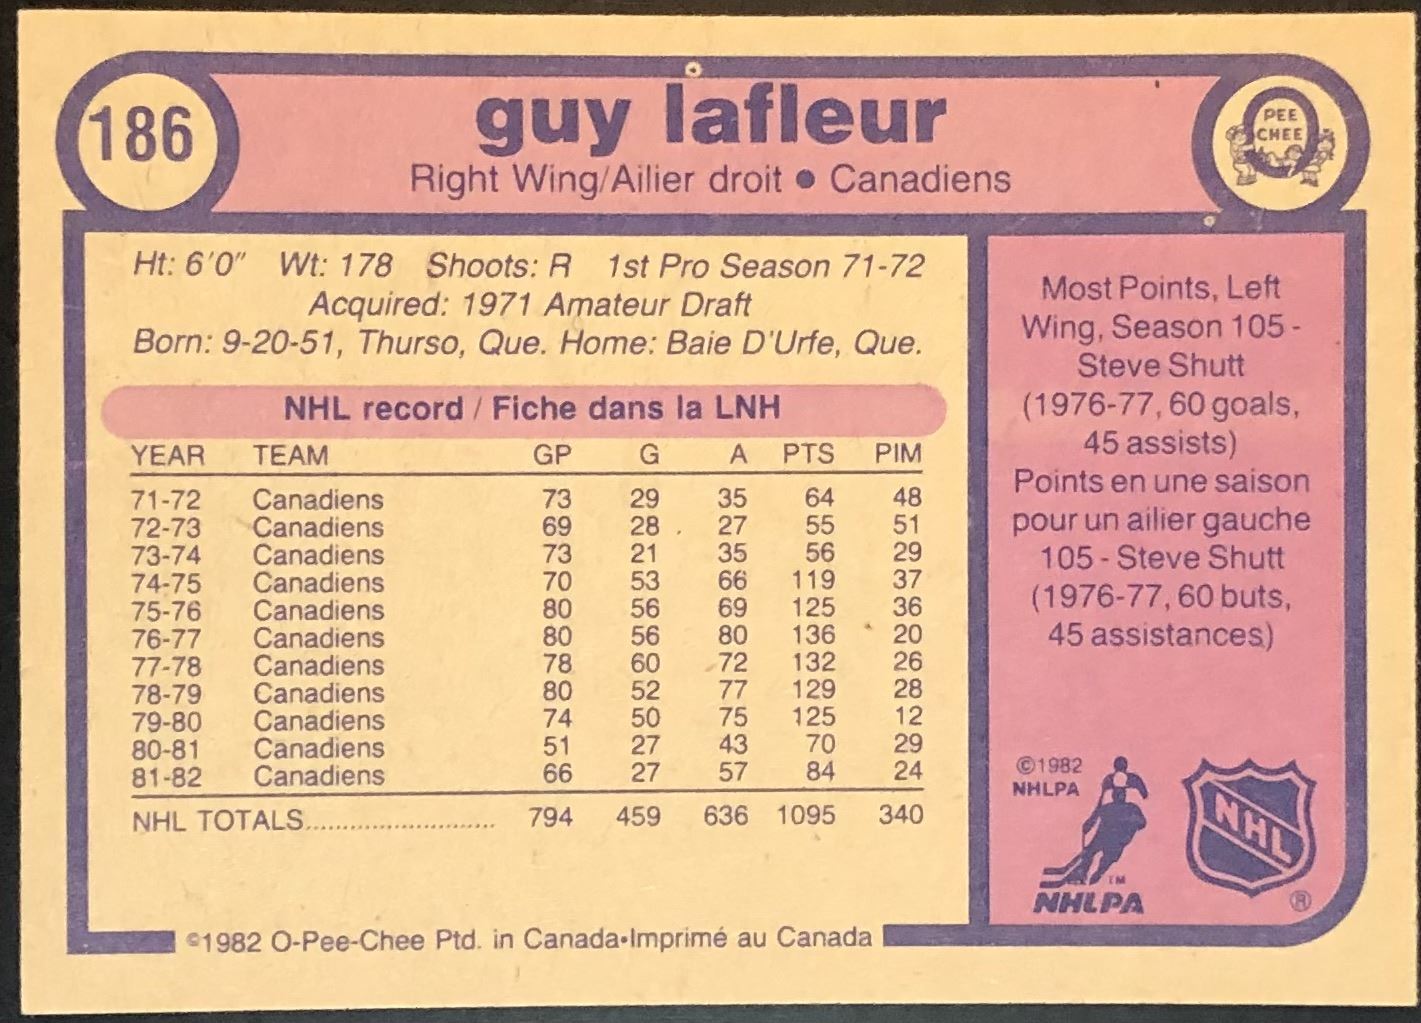 186
guy lafleur
Right Wing/Ailier droit • Canadiens
O
PEE
CHEE
Ht: 6'0" Wt: 178 Shoots: R 1st Pro Season 71-72
Acquired: 1971 Amateur Draft
Born: 9-20-51, Thurso, Que. Home: Baie D'Urfe, Que.
NHL record / Fiche dans la LNH
YEAR TEAM GP G A PTS PIM
71-72 Canadiens 73 29 35 64 48
72-73 Canadiens 69 28 27 55 51
73-74 Canadiens 73 21 35 56 29
74-75 Canadiens 70 53 66 119 37
75-76 Canadiens 80 56 69 125 36
76-77 Canadiens 80 56 80 136 20
77-78 Canadiens 78 60 72 132 26
78-79 Canadiens 80 52 77 129 28
79-80 Canadiens 74 50 75 125 12
80-81 Canadiens 51 27 43 70 29
81-82 Canadiens 66 27 57 84 24
NHL TOTALS........................... 794 459 636 1095 340
Most Points, Left
Wing, Season 105 -
Steve Shutt
(1976-77, 60 goals,
45 assists)
Points en une saison
pour un ailier gauche
105 - Steve Shutt
(1976-77, 60 buts,
45 assistances)
©1982
NHLPA
TM
NHLPA
NHL
®
©1982 O-Pee-Chee Ptd. in Canada•Imprimé au Canada